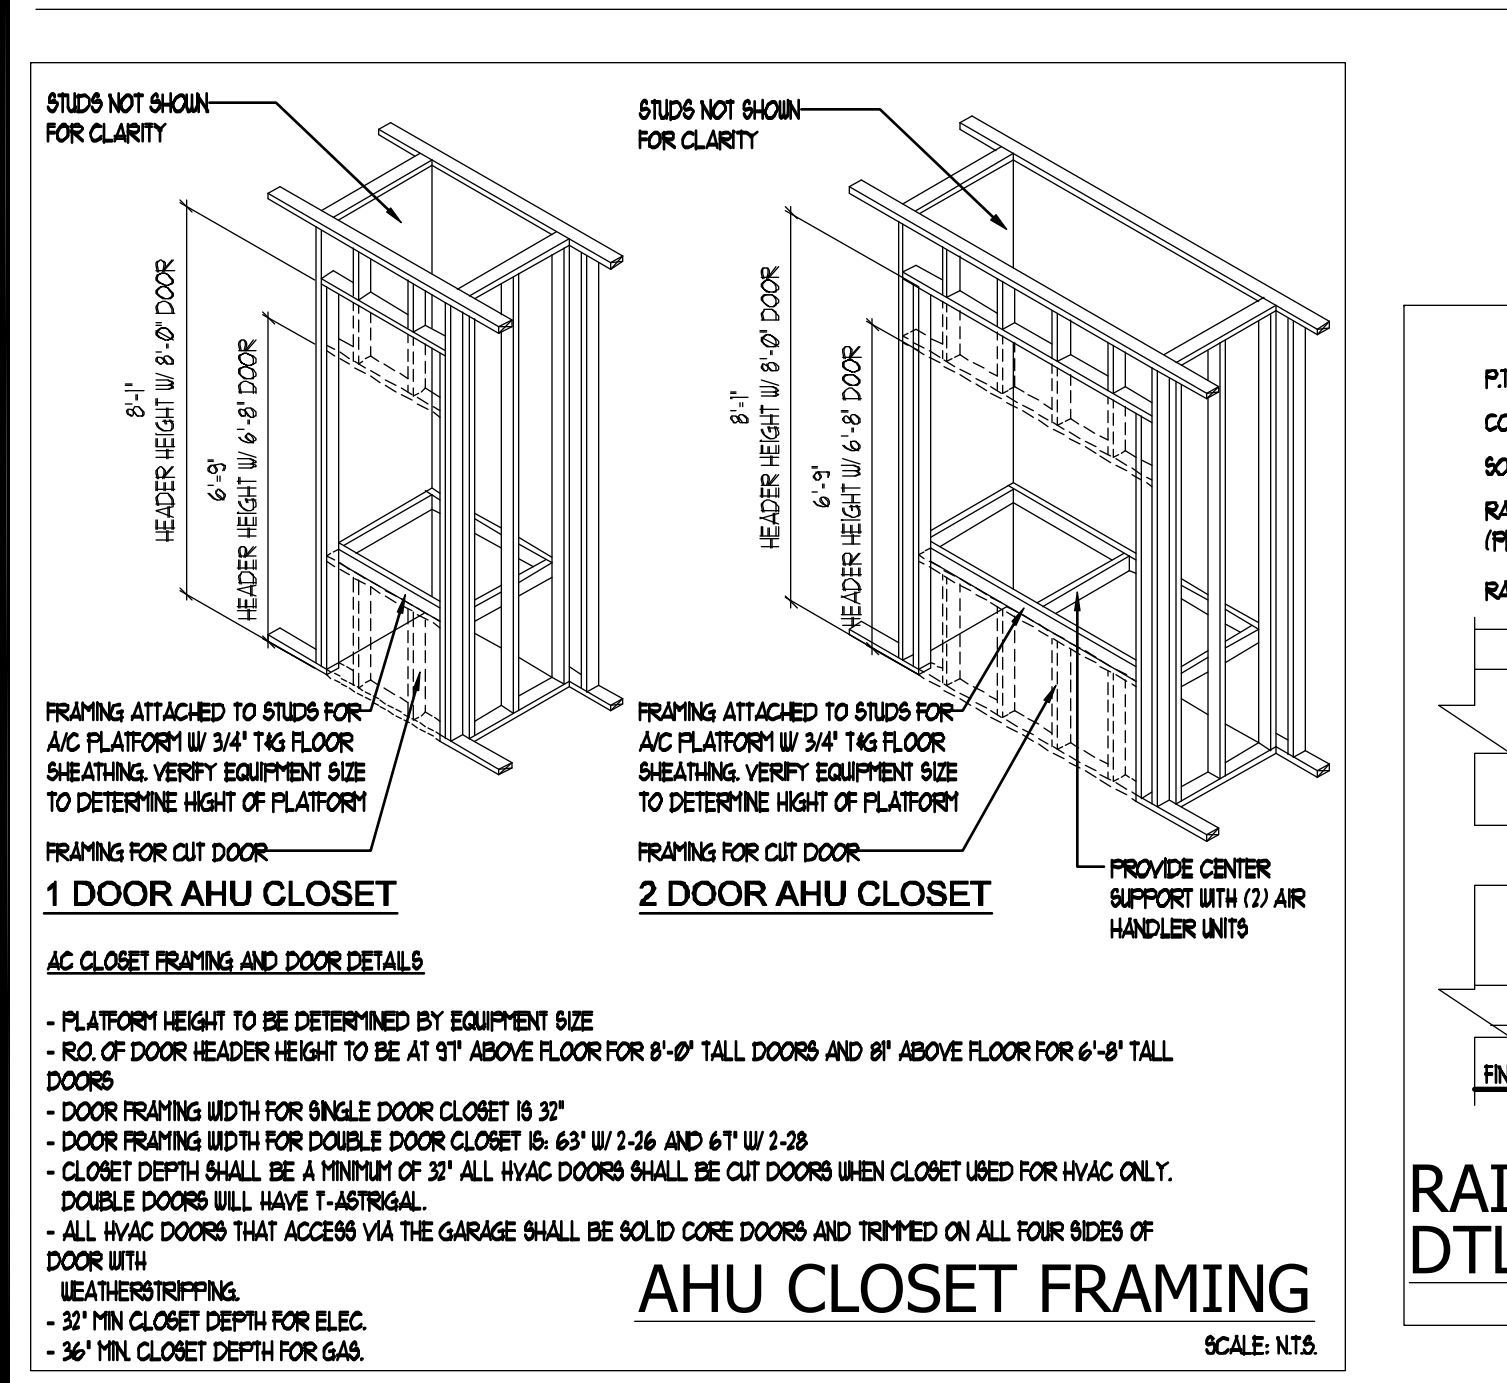 STUDS NOT SHOWN
FOR CLARITY
8'-1"
HEADER HEIGHT W/ 8'-0" DOOR
6'-9"
HEADER HEIGHT W/ 6'-8" DOOR
FRAMING ATTACHED TO STUDS FOR
A/C PLATFORM W/ 3/4" T&G FLOOR
SHEATHING. VERIFY EQUIPMENT SIZE
TO DETERMINE HIGHT OF PLATFORM
FRAMING FOR CUT DOOR
1 DOOR AHU CLOSET
STUDS NOT SHOWN
FOR CLARITY
8'-1"
HEADER HEIGHT W/ 8'-0" DOOR
6'-9"
HEADER HEIGHT W/ 6'-8" DOOR
FRAMING ATTACHED TO STUDS FOR
A/C PLATFORM W/ 3/4" T&G FLOOR
SHEATHING. VERIFY EQUIPMENT SIZE
TO DETERMINE HIGHT OF PLATFORM
FRAMING FOR CUT DOOR
2 DOOR AHU CLOSET
PROVIDE CENTER
SUPPORT WITH (2) AIR
HANDLER UNITS
AC CLOSET FRAMING AND DOOR DETAILS
- PLATFORM HEIGHT TO BE DETERMINED BY EQUIPMENT SIZE
- R.O. OF DOOR HEADER HEIGHT TO BE AT 97" ABOVE FLOOR FOR 8'-0" TALL DOORS AND 81" ABOVE FLOOR FOR 6'-8" TALL
DOORS
- DOOR FRAMING WIDTH FOR SINGLE DOOR CLOSET IS 32"
- DOOR FRAMING WIDTH FOR DOUBLE DOOR CLOSET IS: 63" W/ 2-26 AND 67" W/ 2-28
- CLOSET DEPTH SHALL BE A MINIMUM OF 32" ALL HVAC DOORS SHALL BE CUT DOORS WHEN CLOSET USED FOR HVAC ONLY.
DOUBLE DOORS WILL HAVE T-ASTRIGAL.
- ALL HVAC DOORS THAT ACCESS VIA THE GARAGE SHALL BE SOLID CORE DOORS AND TRIMMED ON ALL FOUR SIDES OF
DOOR WITH
WEATHERSTRIPPING.
- 32" MIN CLOSET DEPTH FOR ELEC.
- 36" MIN. CLOSET DEPTH FOR GAS.
AHU CLOSET FRAMING
SCALE: N.T.S.
P.T
CO
SO
RA
RA
FIN
RAI
DTL